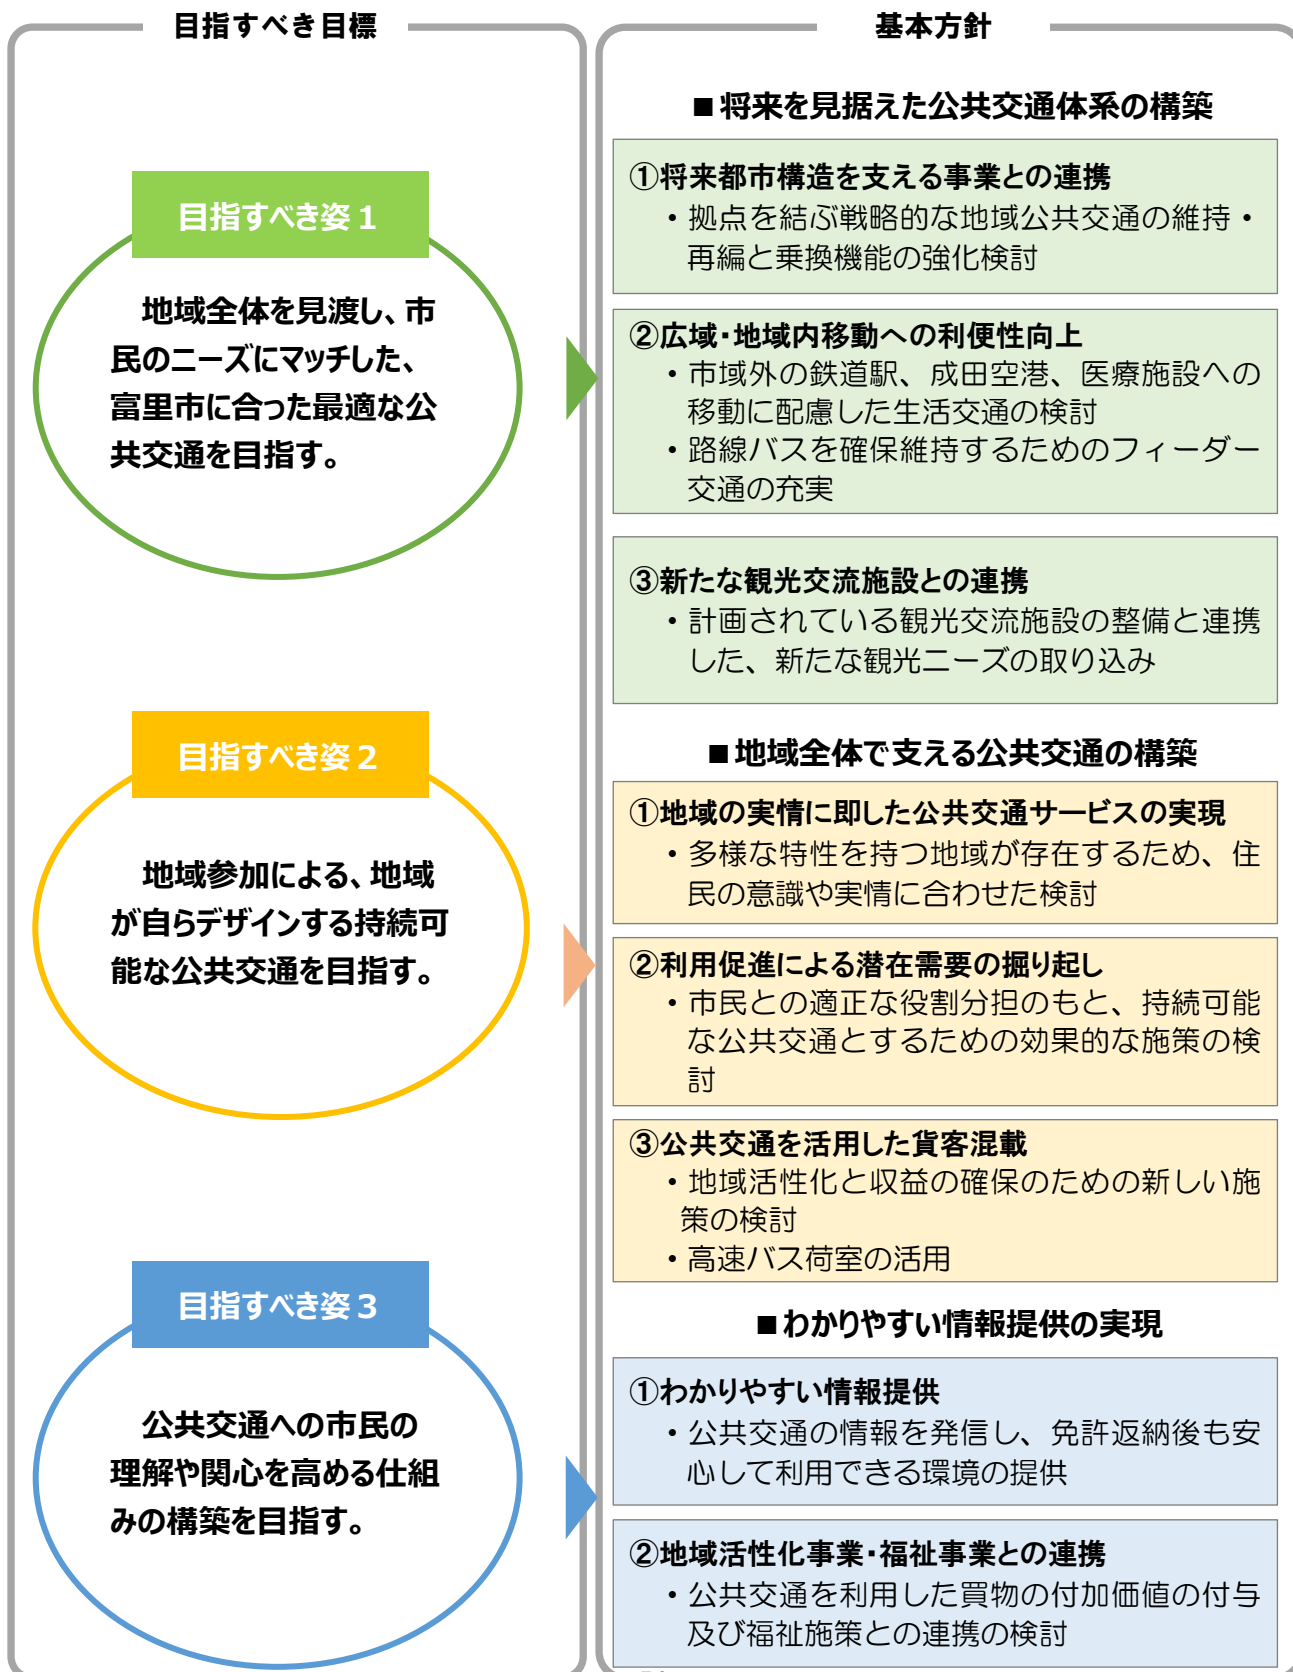 目指すべき目標
目指すべき姿１
地域全体を見渡し、市
民のニーズにマッチした、
富里市に合った最適な公
共交通を目指す。
目指すべき姿２
地域参加による、地域
が自らデザインする持続可
能な公共交通を目指す。
目指すべき姿３
公共交通への市民の
理解や関心を高める仕組
みの構築を目指す。
基本方針
■将来を見据えた公共交通体系の構築
①将来都市構造を支える事業との連携
・拠点を結ぶ戦略的な地域公共交通の維持・
再編と乗換機能の強化検討
②広域・地域内移動への利便性向上
・市域外の鉄道駅、成田空港、医療施設への
移動に配慮した生活交通の検討
・路線バスを確保維持するためのフィーダー
交通の充実
③新たな観光交流施設との連携
・計画されている観光交流施設の整備と連携
した、新たな観光ニーズの取り込み
■地域全体で支える公共交通の構築
①地域の実情に即した公共交通サービスの実現
・多様な特性を持つ地域が存在するため、住
民の意識や実情に合わせた検討
②利用促進による潜在需要の掘り起し
・市民との適正な役割分担のもと、持続可能
な公共交通とするための効果的な施策の検
討
③公共交通を活用した貨客混載
・地域活性化と収益の確保のための新しい施
策の検討
・高速バス荷室の活用
■わかりやすい情報提供の実現
①わかりやすい情報提供
・公共交通の情報を発信し、免許返納後も安
心して利用できる環境の提供
②地域活性化事業・福祉事業との連携
・公共交通を利用した買物の付加価値の付与
及び福祉施策との連携の検討